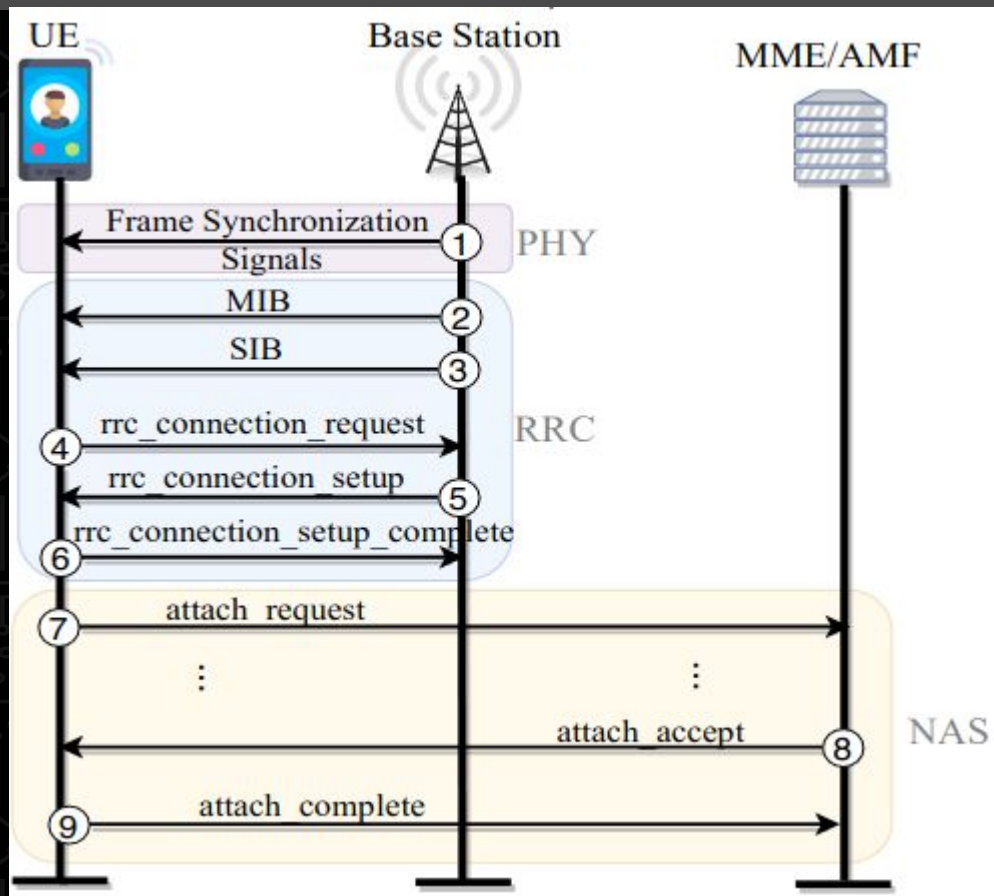 UE
Base Station
MME/AMF
Frame Synchronization
1
PHY
Signals
MIB
2
SIB
3
rrc_connection_request
4
RRC
rrc_connection_setup
5
rrc_connection_setup_complete
6
attach_request
7
⋮ ⋮
attach_accept
8
NAS
attach_complete
9